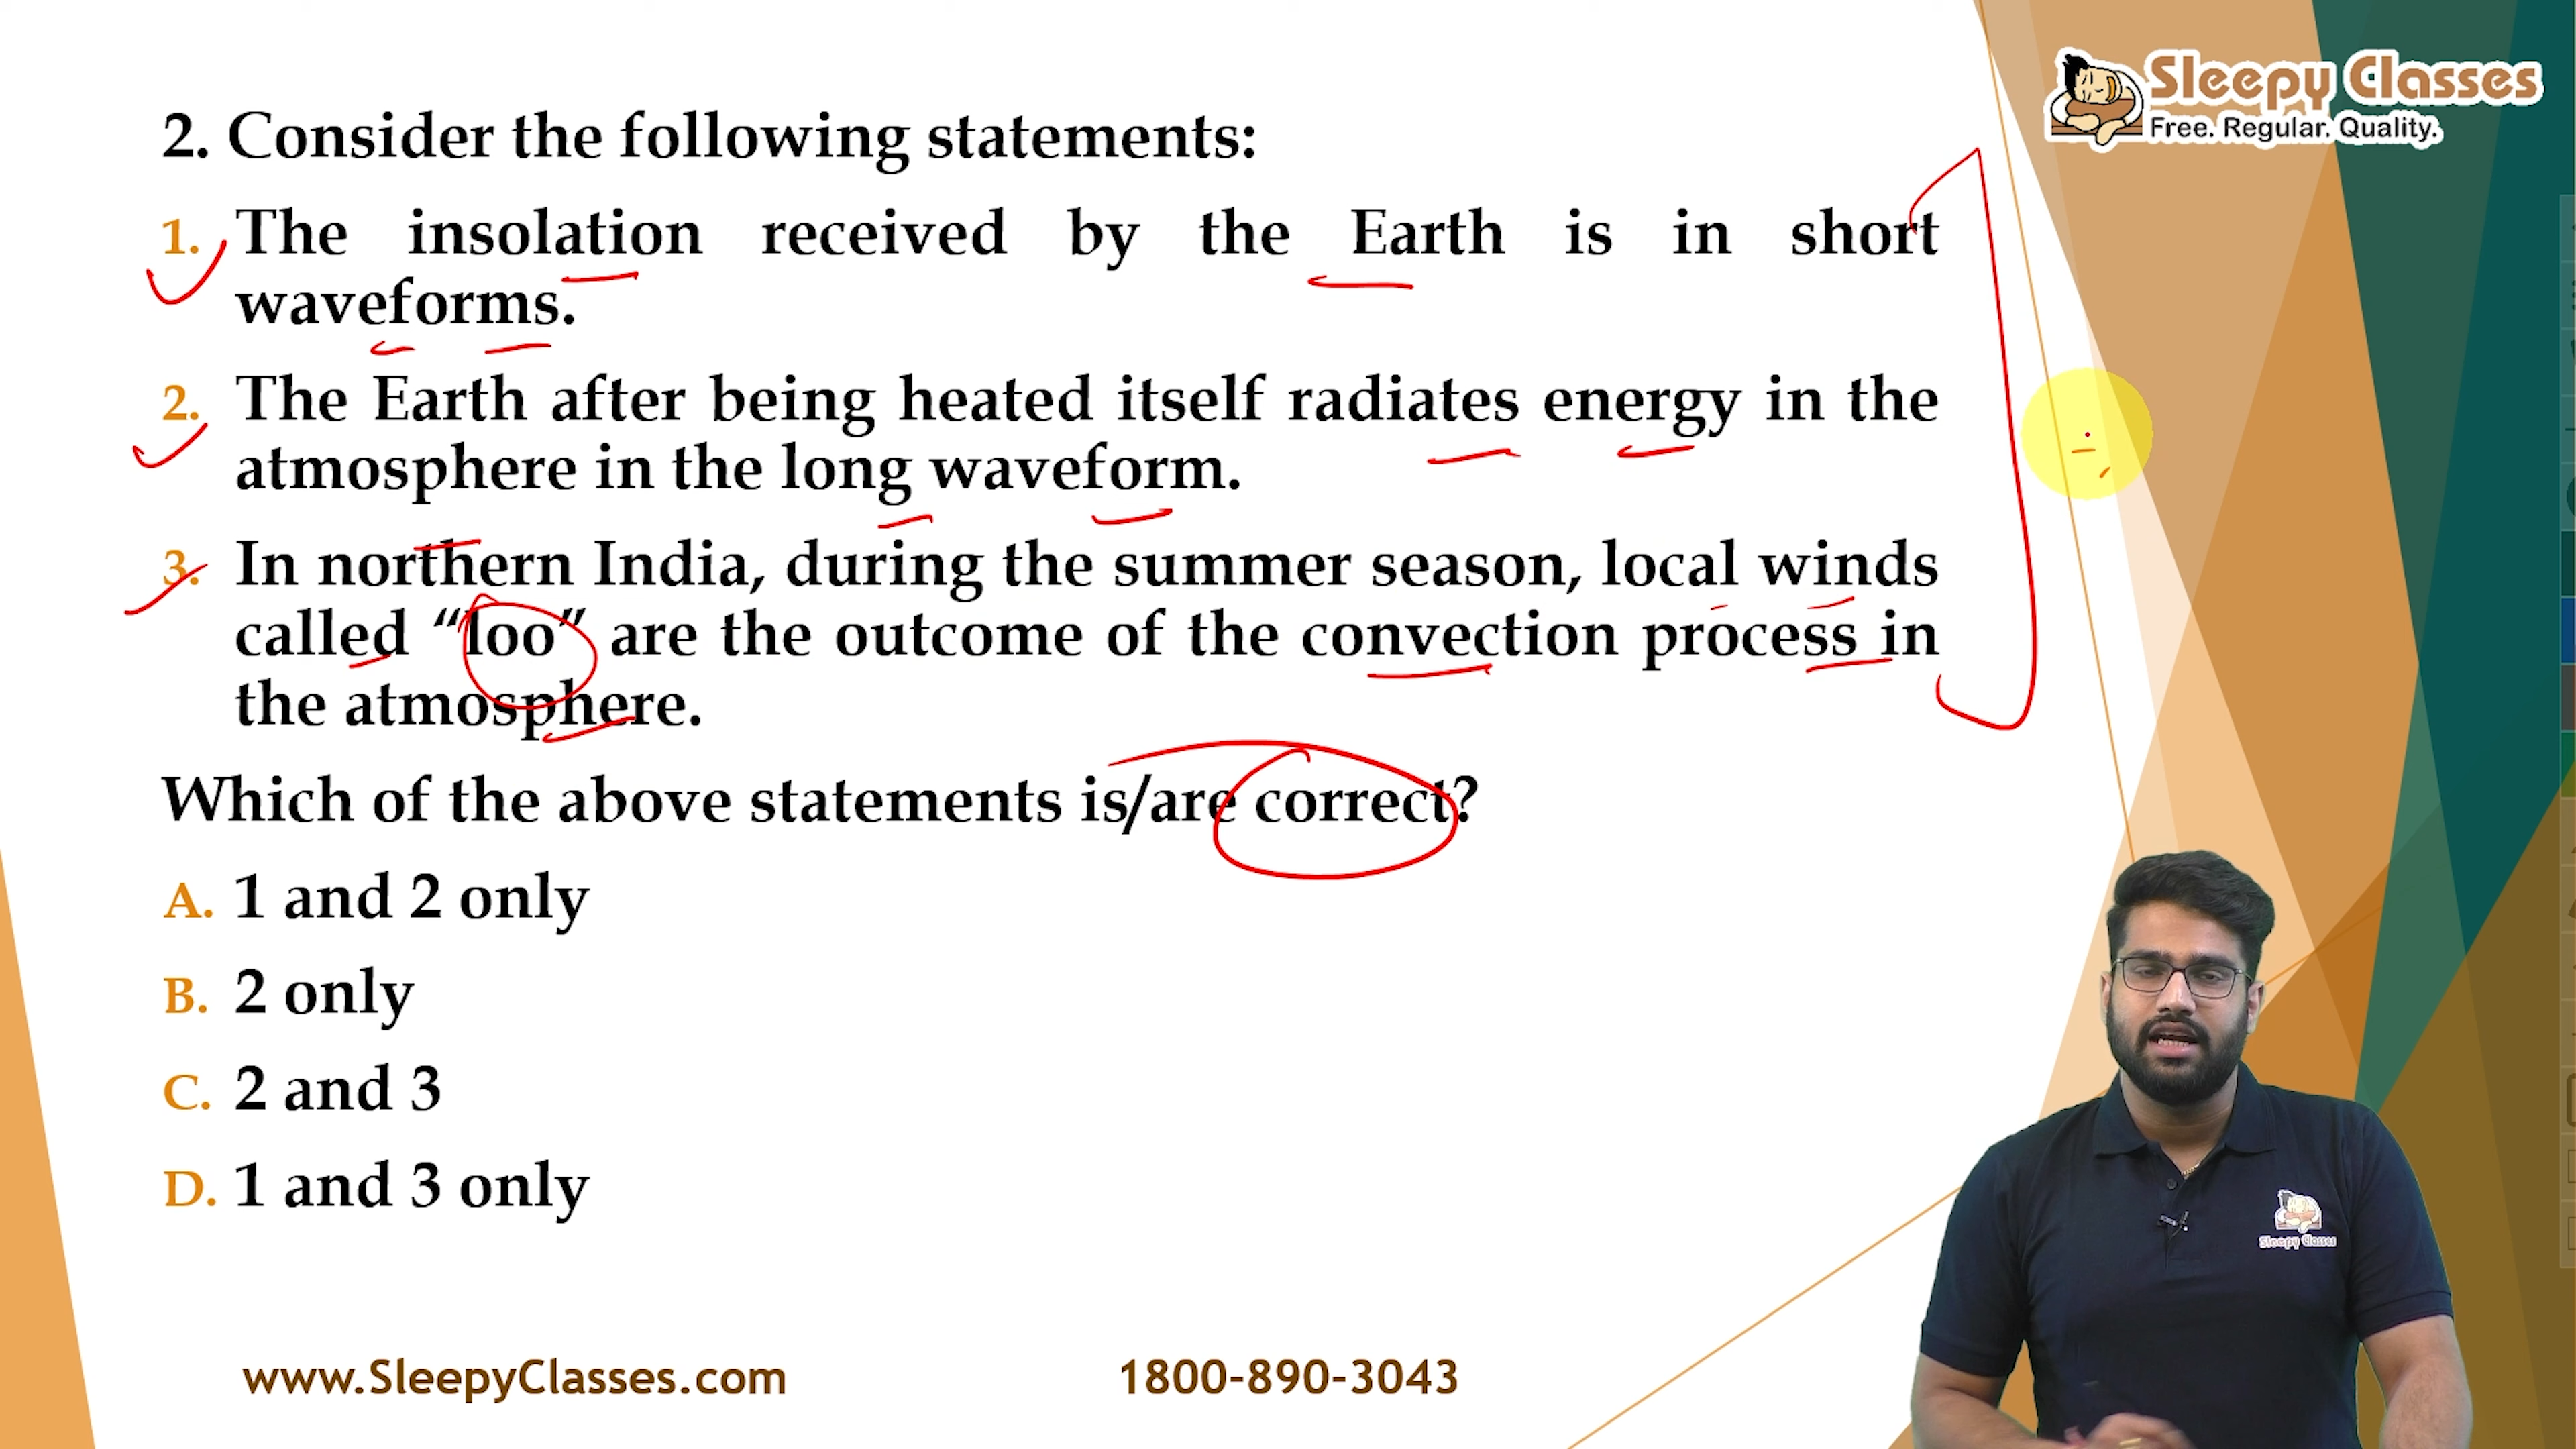 Sleepy Classes
Free. Regular. Quality.
2. Consider the following statements:
1. The insolation received by the Earth is in short
waveforms.
2. The Earth after being heated itself radiates energy in the
atmosphere in the long waveform.
3. In northern India, during the summer season, local winds
called “loo” are the outcome of the convection process in
the atmosphere.
Which of the above statements is/are correct?
A. 1 and 2 only
B. 2 only
C. 2 and 3
D. 1 and 3 only
Sleepy Classes
www.SleepyClasses.com 1800-890-3043